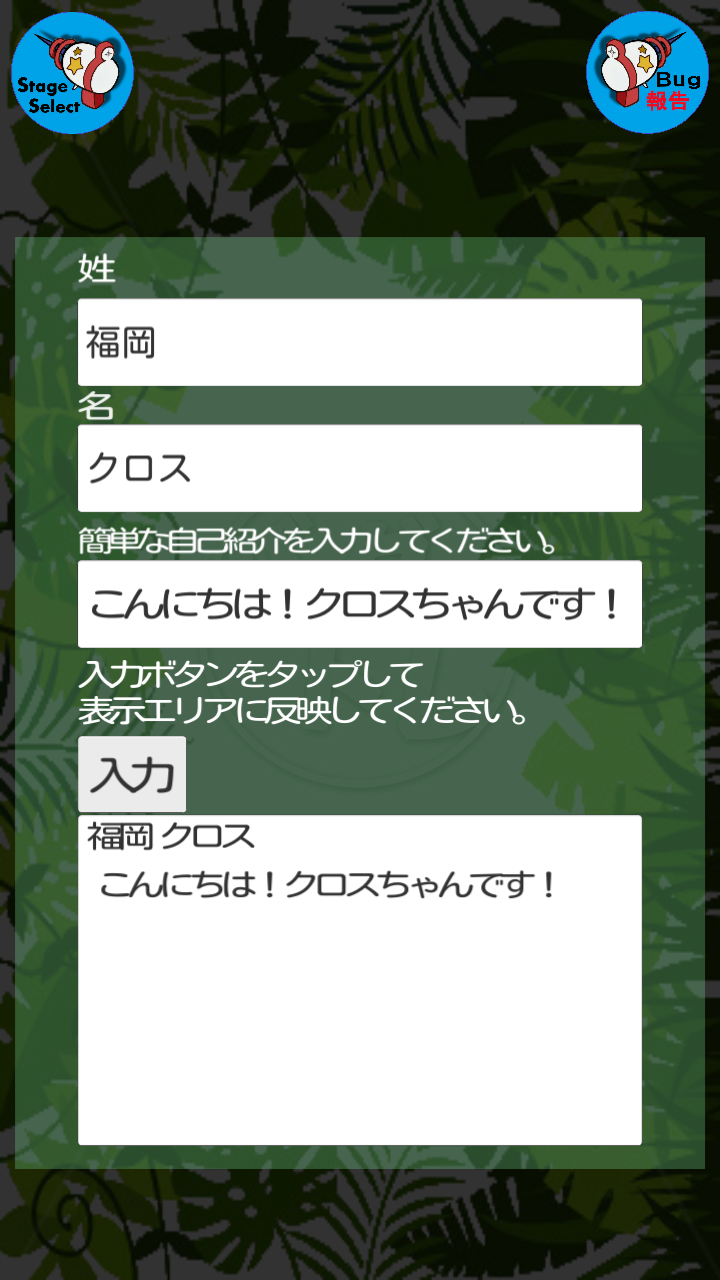 Stage
Select
Bug
報告
姓
福岡
名
クロス
簡単な自己紹介を入力してください。
こんにちは！クロスちゃんです！
入力ボタンをタップして
表示エリアに反映してください。
入力
福岡 クロス
こんにちは！クロスちゃんです！